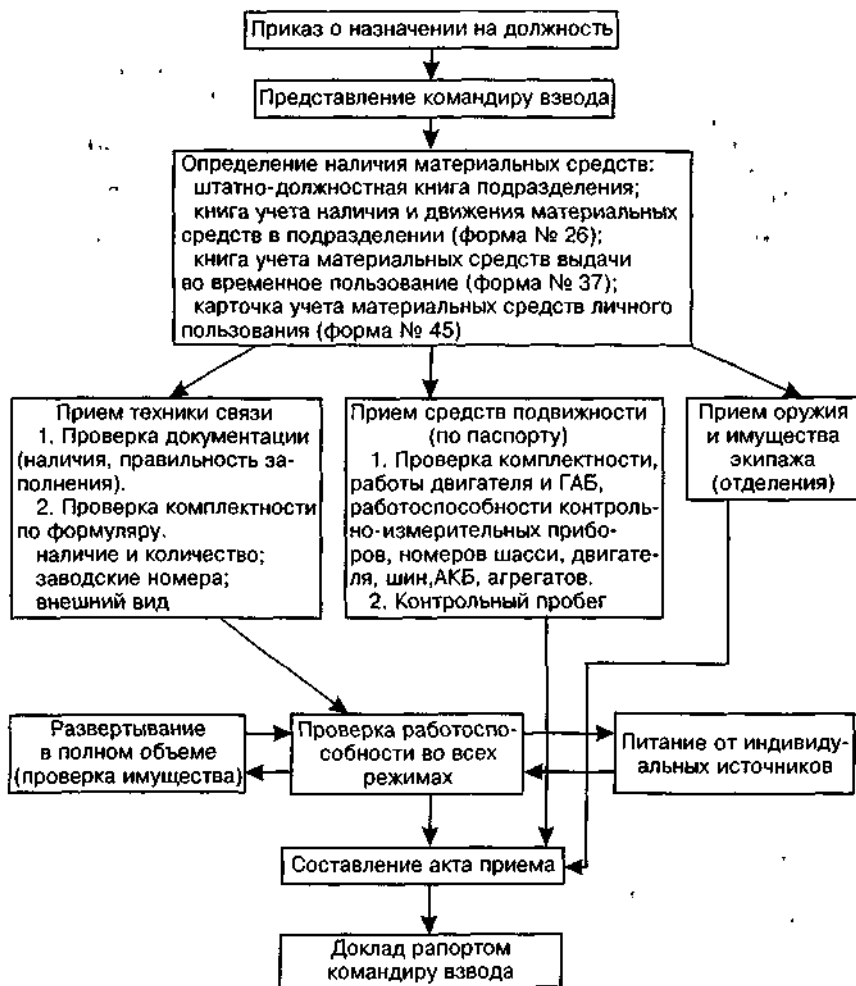 Приказ о назначении на должность
Представление командиру взвода
Определение наличия материальных средств:
штатно-должностная книга подразделения;
книга учета наличия и движения материальных
средств в подразделении (форма № 26);
книга учета материальных средств выдачи
во временное пользование (форма № 37);
карточка учета материальных средств личного
пользования (форма № 45)
Прием техники связи
1. Проверка документации
(наличия, правильность за-
полнения).
2. Проверка комплектности
по формуляру.
наличие и количество;
заводские номера;
внешний вид
Прием средств подвижности
(по паспорту)
1. Проверка комплектности,
работы двигателя и ГАБ,
работоспособности контроль-
но-измерительных прибо-
ров, номеров шасси, двигате-
ля, шин,АКБ, агрегатов.
2. Контрольный пробег
Прием оружия
и имущества
экипажа
(отделения)
Развертывание
в полном объеме
(проверка имущества)
Проверка работоспо-
собности во всех
режимах
Питание от индивиду-
альных источников
Составление акта приема
Доклад рапортом
командиру взвода